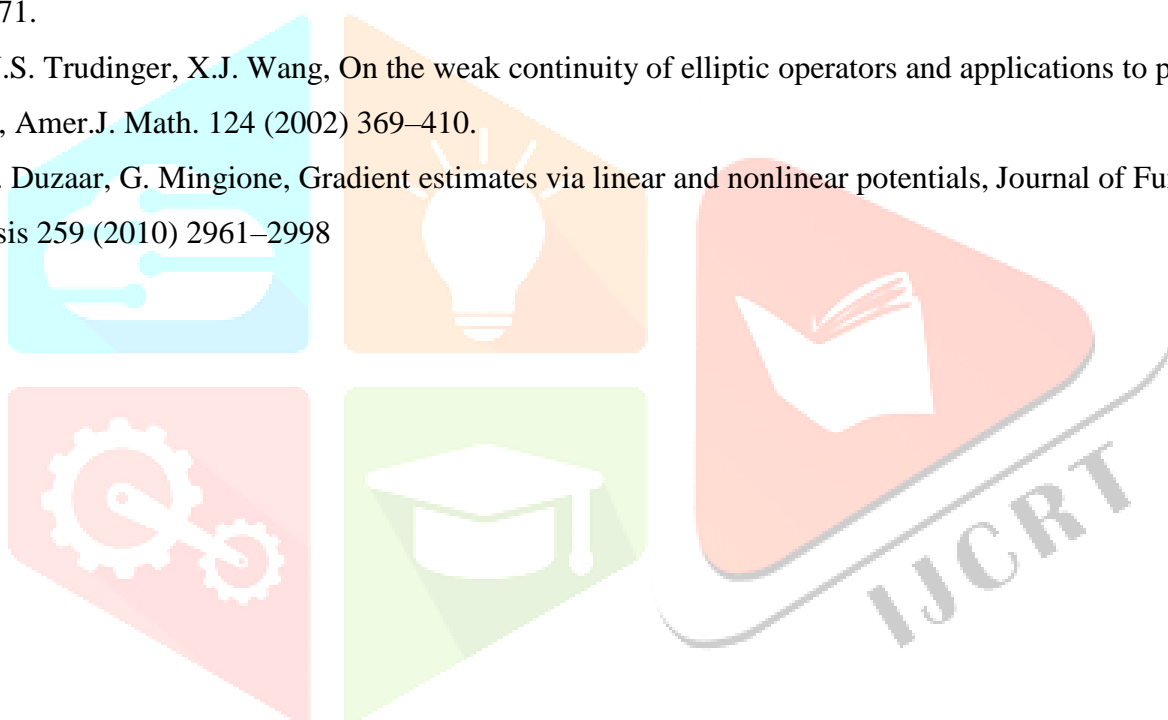 71.
.S. Trudinger, X.J. Wang, On the weak continuity of elliptic operators and applications to p
, Amer.J. Math. 124 (2002) 369–410.
. Duzaar, G. Mingione, Gradient estimates via linear and nonlinear potentials, Journal of Fu
sis 259 (2010) 2961–2998
IJCRT